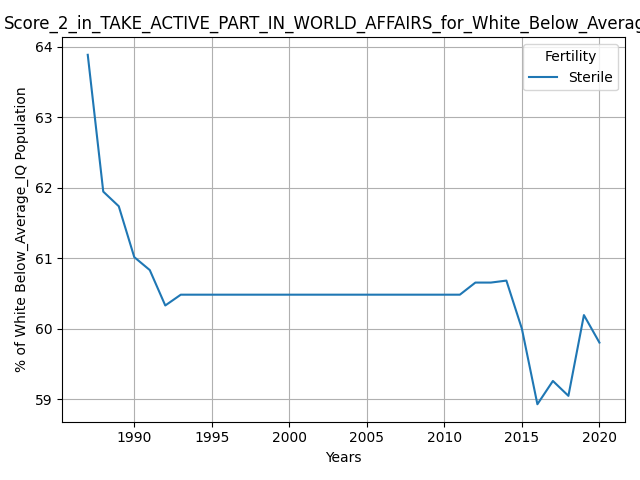 Score_2_in_TAKE_ACTIVE_PART_IN_WORLD_AFFAIRS_for_White_Below_Averag
64
63
62
61
60
59
% of White Below_Average_IQ Population
Fertility
Sterile
1990
1995
2000
2005
2010
2015
2020
Years